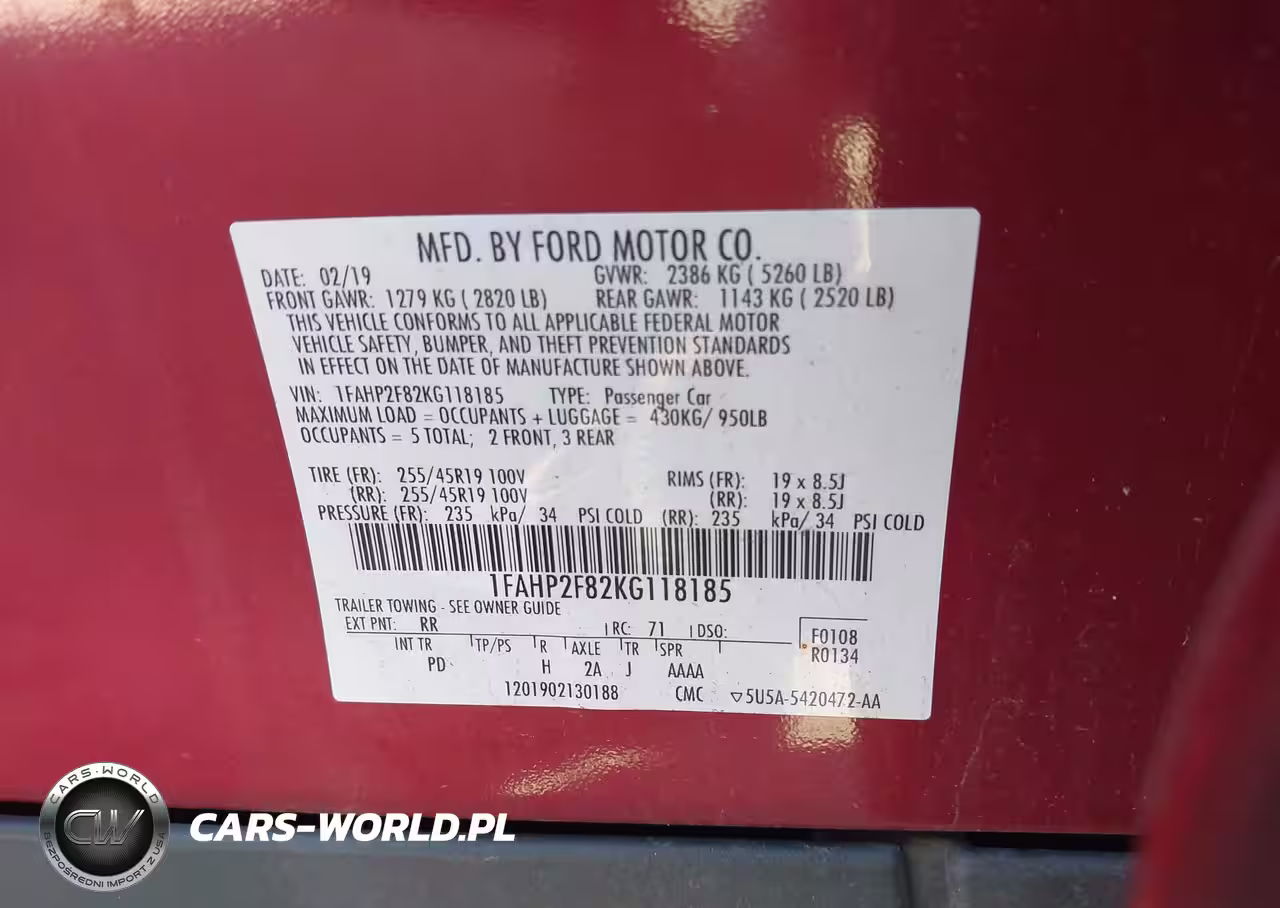 MFD. BY FORD MOTOR CO.
DATE: 02/19 GVWR: 2386 KG ( 5260 LB)
FRONT GAWR: 1279 KG ( 2820 LB) REAR GAWR: 1143 KG ( 2520 LB)
THIS VEHICLE CONFORMS TO ALL APPLICABLE FEDERAL MOTOR
VEHICLE SAFETY, BUMPER, AND THEFT PREVENTION STANDARDS
IN EFFECT ON THE DATE OF MANUFACTURE SHOWN ABOVE.
VIN: 1FAHP2F82KG118185 TYPE: Passenger Car
MAXIMUM LOAD = OCCUPANTS + LUGGAGE = 430KG/ 950LB
OCCUPANTS = 5 TOTAL; 2 FRONT, 3 REAR
TIRE (FR): 255/45R19 100V RIMS (FR): 19 x 8.5J
(RR): 255/45R19 100V (RR): 19 x 8.5J
PRESSURE (FR): 235 kPa/ 34 PSI COLD (RR): 235 kPa/ 34 PSI COLD
1FAHP2F82KG118185
TRAILER TOWING - SEE OWNER GUIDE
EXT PNT: RR RC: 71 DSO: F0108
INT TR TP/PS R AXLE TR SPR R0134
PD H 2A J AAAA
1201902130188 CMC ▽5U5A-5420472-AA
CARS-WORLD
CW
BEZPOŚREDNI IMPORT Z USA
CARS-WORLD.PL